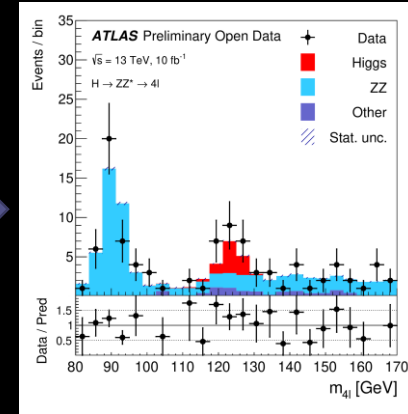 Events / bin
35
30
25
20
15
10
5
ATLAS Preliminary Open Data
√s = 13 TeV, 10 fb⁻¹
H → ZZ* → 4l
Data
Higgs
ZZ
Other
Stat. unc.
Data / Pred
1.5
1
0.5
80 90 100 110 120 130 140 150 160 170
m4l [GeV]